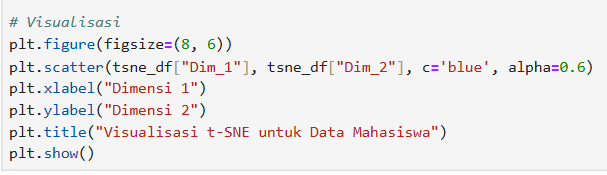 # Visualisasi
plt.figure(figsize=(8, 6))
plt.scatter(tsne_df["Dim_1"], tsne_df["Dim_2"], c='blue', alpha=0.6)
plt.xlabel("Dimensi 1")
plt.ylabel("Dimensi 2")
plt.title("Visualisasi t-SNE untuk Data Mahasiswa")
plt.show()